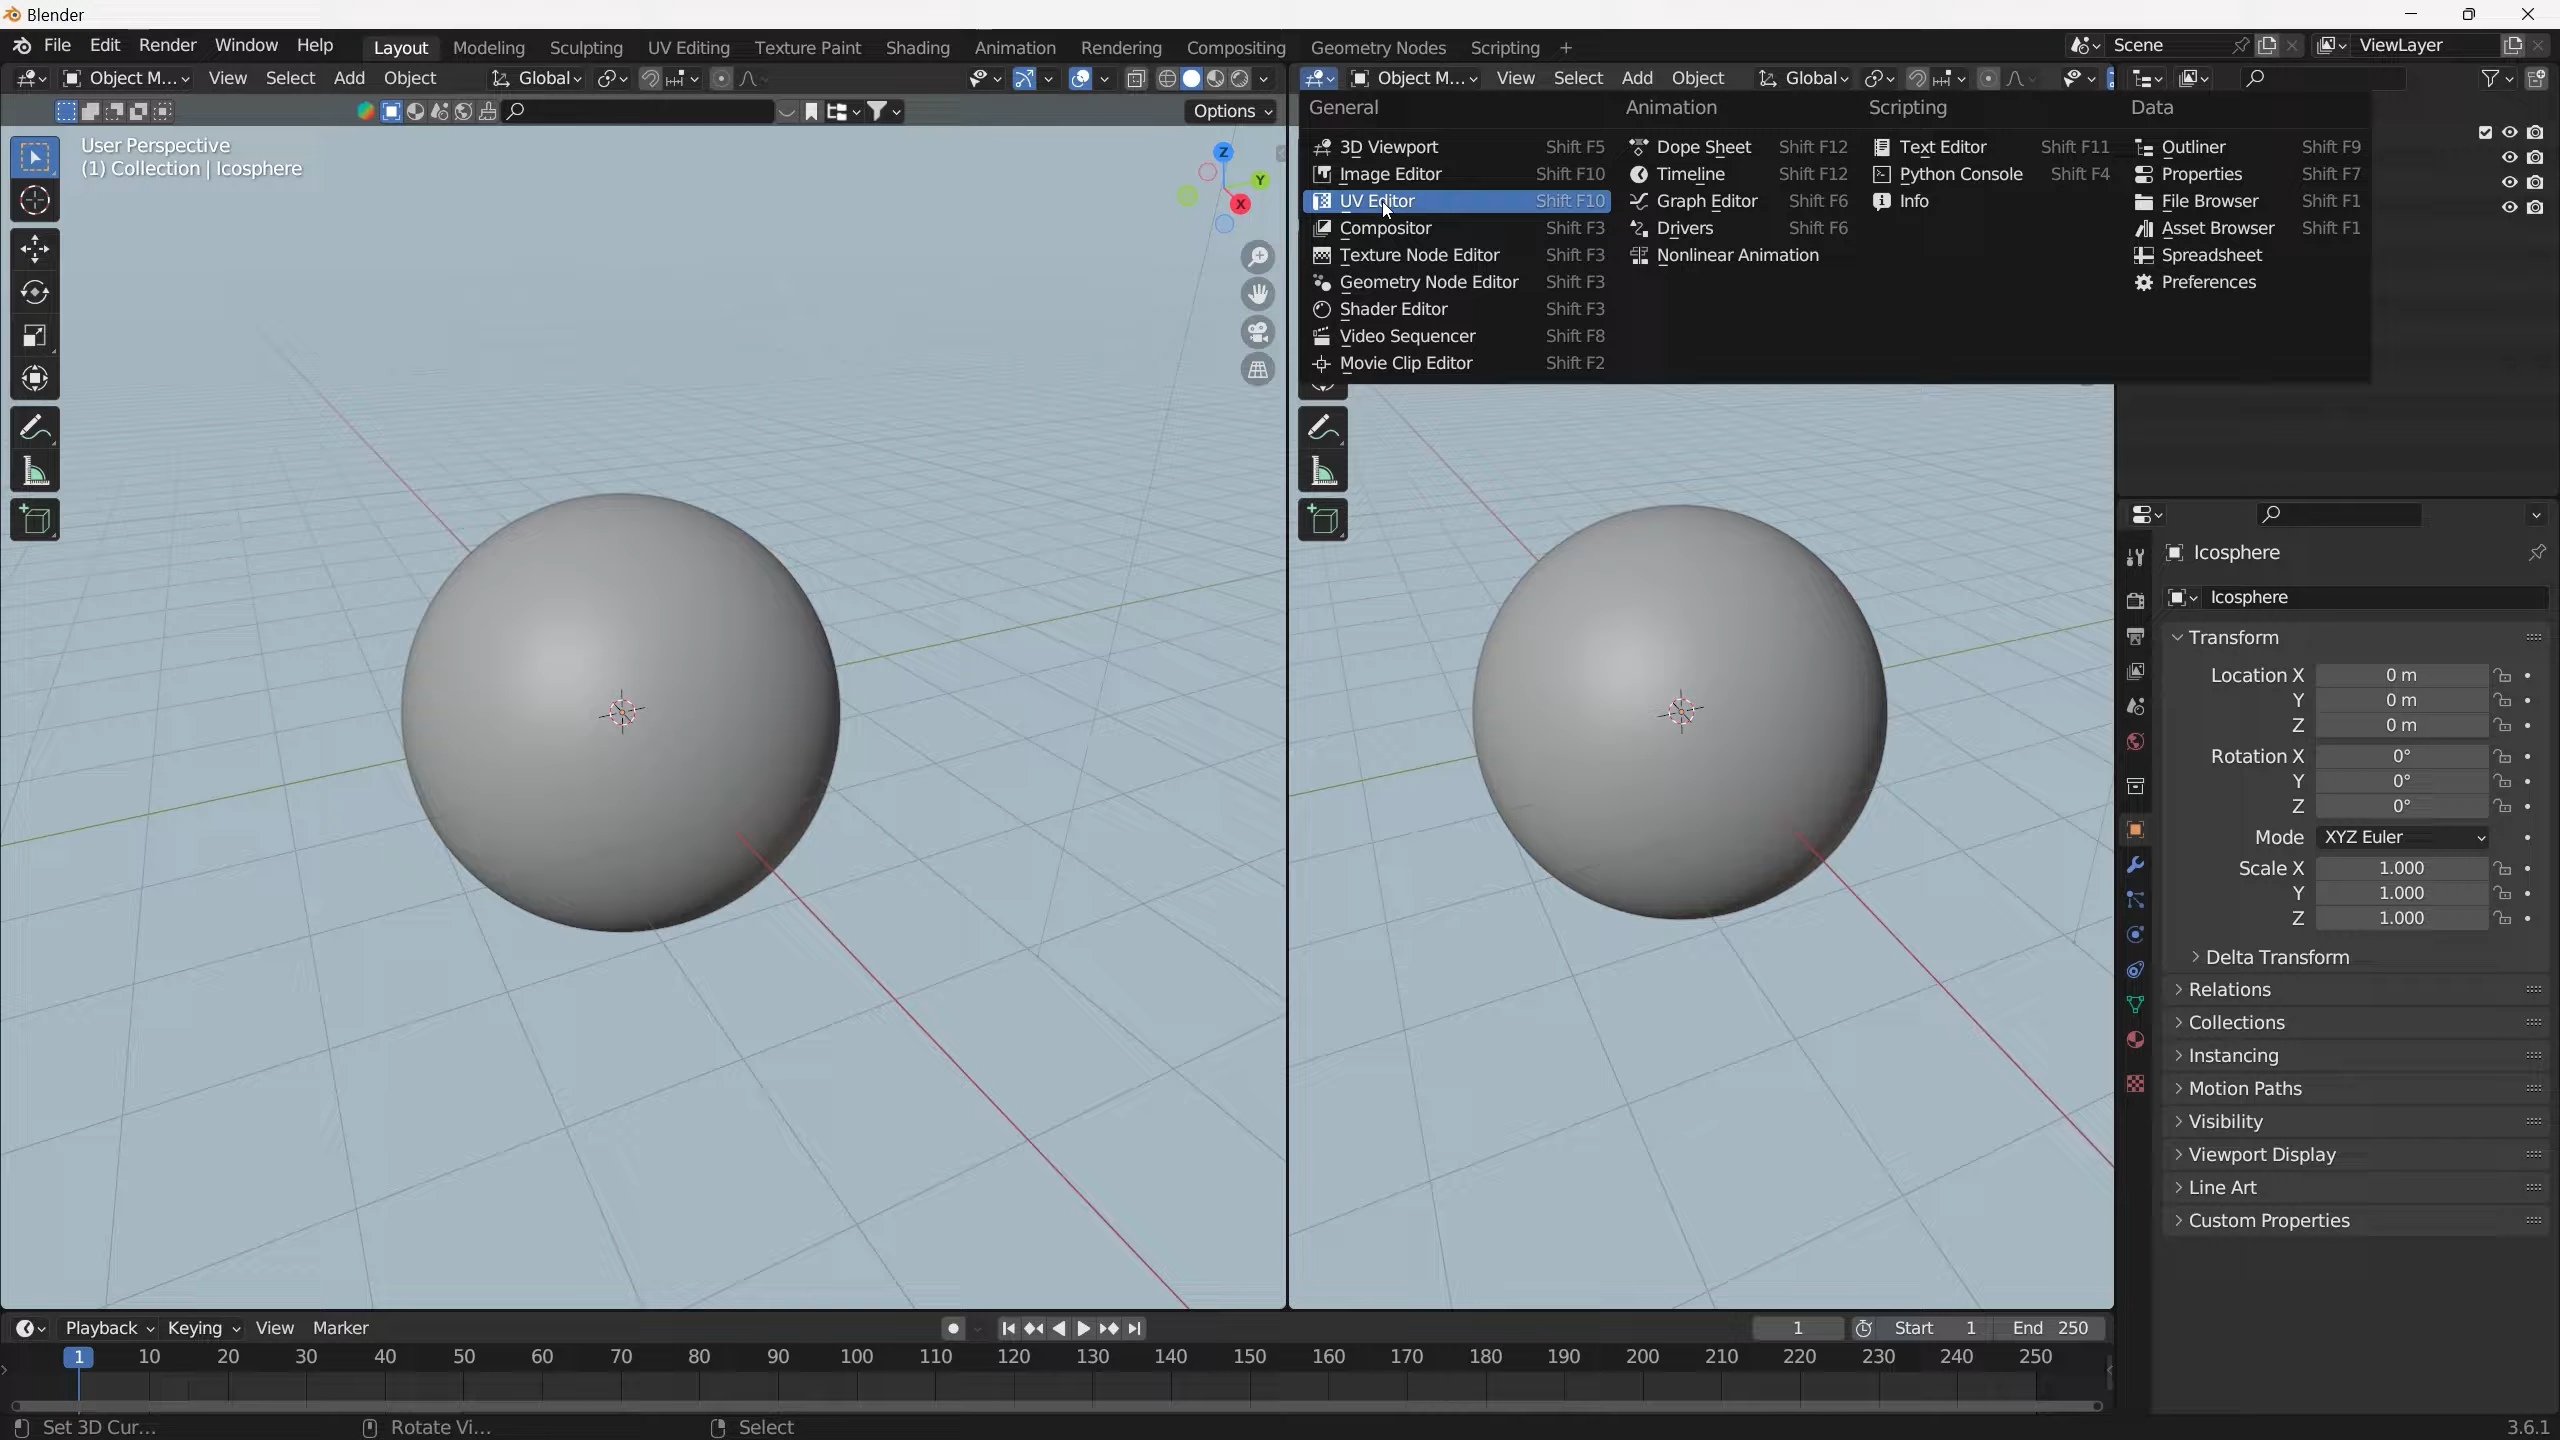 Blender
File Edit Render Window Help Layout Modeling Sculpting UV Editing Texture Paint Shading Animation Rendering Compositing Geometry Nodes Scripting + Scene ViewLayer
Object M... View Select Add Object Global
Object M... View Select Add Object Global
Options
User Perspective
(1) Collection | Icosphere
Z
Y
X
General Animation Scripting Data
3D Viewport Shift F5 Dope Sheet Shift F12 Text Editor Shift F11 Outliner Shift F9
Image Editor Shift F10 Timeline Shift F12 Python Console Shift F4 Properties Shift F7
UV Editor Shift F10 Graph Editor Shift F6 Info File Browser Shift F1
Compositor Shift F3 Drivers Shift F6 Asset Browser Shift F1
Texture Node Editor Shift F3 Nonlinear Animation Spreadsheet
Geometry Node Editor Shift F3 Preferences
Shader Editor Shift F3
Video Sequencer Shift F8
Movie Clip Editor Shift F2
Icosphere
Icosphere
Transform
Location X 0 m
Y 0 m
Z 0 m
Rotation X 0°
Y 0°
Z 0°
Mode XYZ Euler
Scale X 1.000
Y 1.000
Z 1.000
Delta Transform
Relations
Collections
Instancing
Motion Paths
Visibility
Viewport Display
Line Art
Custom Properties
Playback Keying View Marker 1 Start 1 End 250
1 10 20 30 40 50 60 70 80 90 100 110 120 130 140 150 160 170 180 190 200 210 220 230 240 250
Set 3D Cur... Rotate Vi... Select 3.6.1